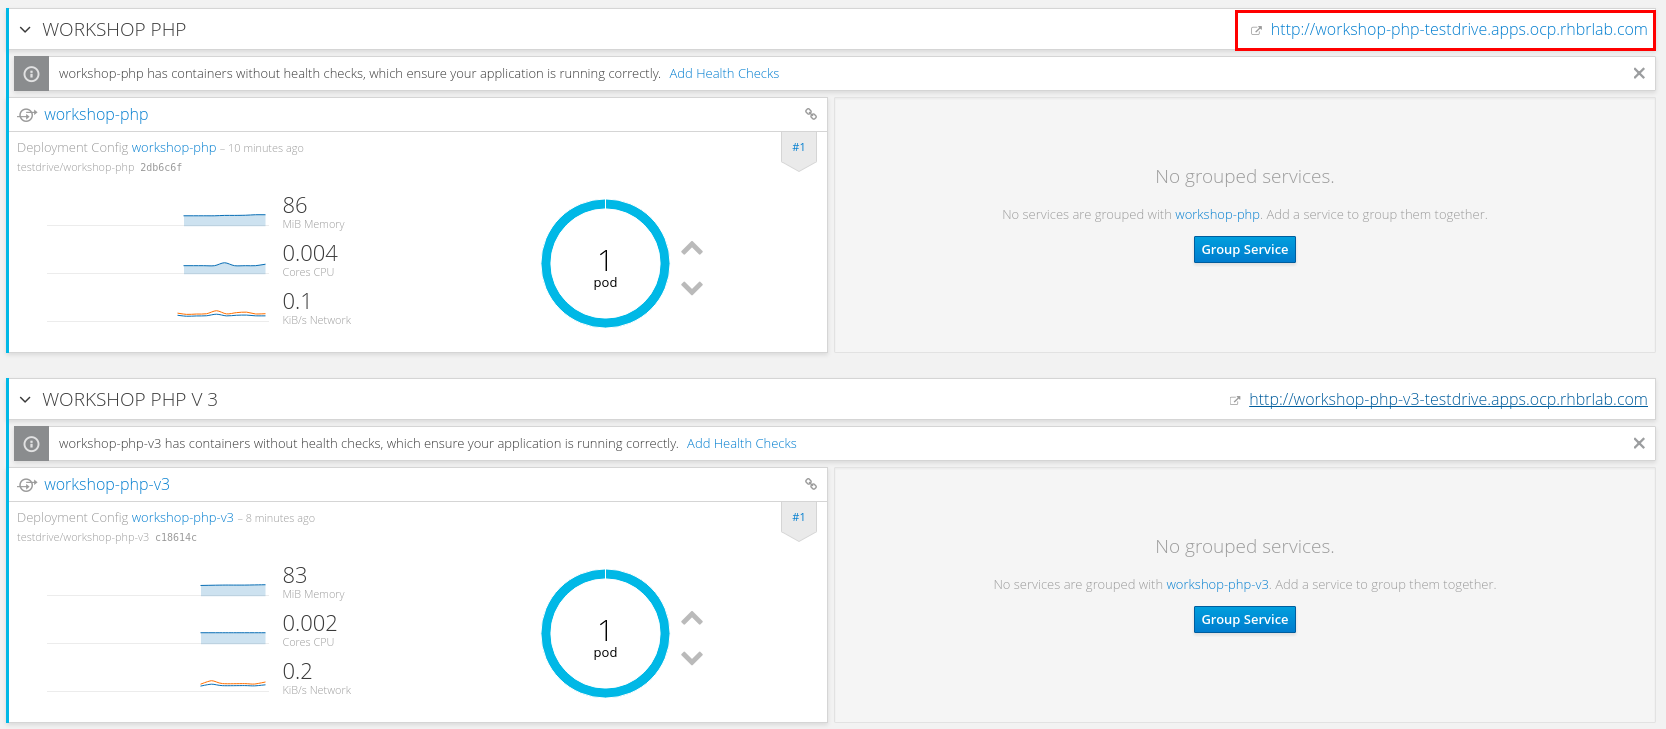 WORKSHOP PHP
http://workshop-php-testdrive.apps.ocp.rhbrlab.com
workshop-php has containers without health checks, which ensure your application is running correctly. Add Health Checks
workshop-php
Deployment Config workshop-php – 10 minutes ago
#1
testdrive/workshop-php 2db6c6f
86
MiB Memory
0.004
Cores CPU
0.1
KiB/s Network
1
pod
No grouped services.
No services are grouped with workshop-php. Add a service to group them together.
Group Service
WORKSHOP PHP V 3
http://workshop-php-v3-testdrive.apps.ocp.rhbrlab.com
workshop-php-v3 has containers without health checks, which ensure your application is running correctly. Add Health Checks
workshop-php-v3
Deployment Config workshop-php-v3 – 8 minutes ago
#1
testdrive/workshop-php-v3 c18614c
83
MiB Memory
0.002
Cores CPU
0.2
KiB/s Network
1
pod
No grouped services.
No services are grouped with workshop-php-v3. Add a service to group them together.
Group Service